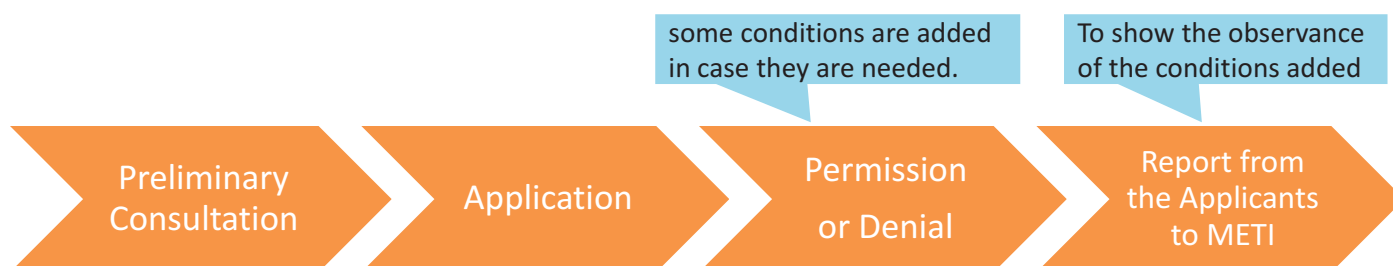 some conditions are added
in case they are needed.
To show the observance
of the conditions added
Preliminary
Consultation
Application
Permission
or Denial
Report from
the Applicants
to METI